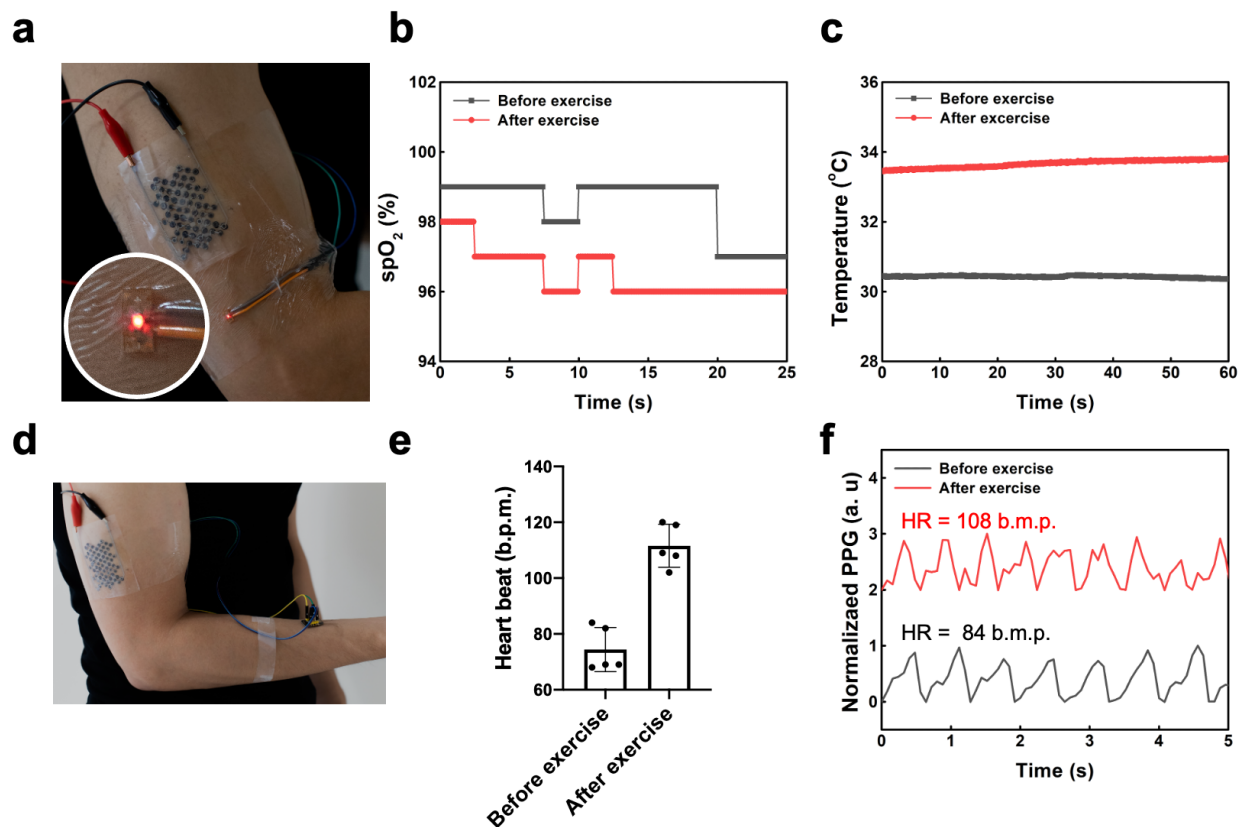 a
b
102
100
98
96
94
spO2 (%)
Before exercise
After exercise
0 5 10 15 20 25
Time (s)
c
36
34
32
30
28
Temperature (°C)
Before exercise
After excercise
0 10 20 30 40 50 60
Time (s)
d
e
140
120
100
80
60
Heart beat (b.p.m.)
Before exercise
After exercise
f
4
3
2
1
0
Normalizaed PPG (a. u)
Before exercise
After exercise
HR = 108 b.m.p.
HR = 84 b.m.p.
0 1 2 3 4 5
Time (s)